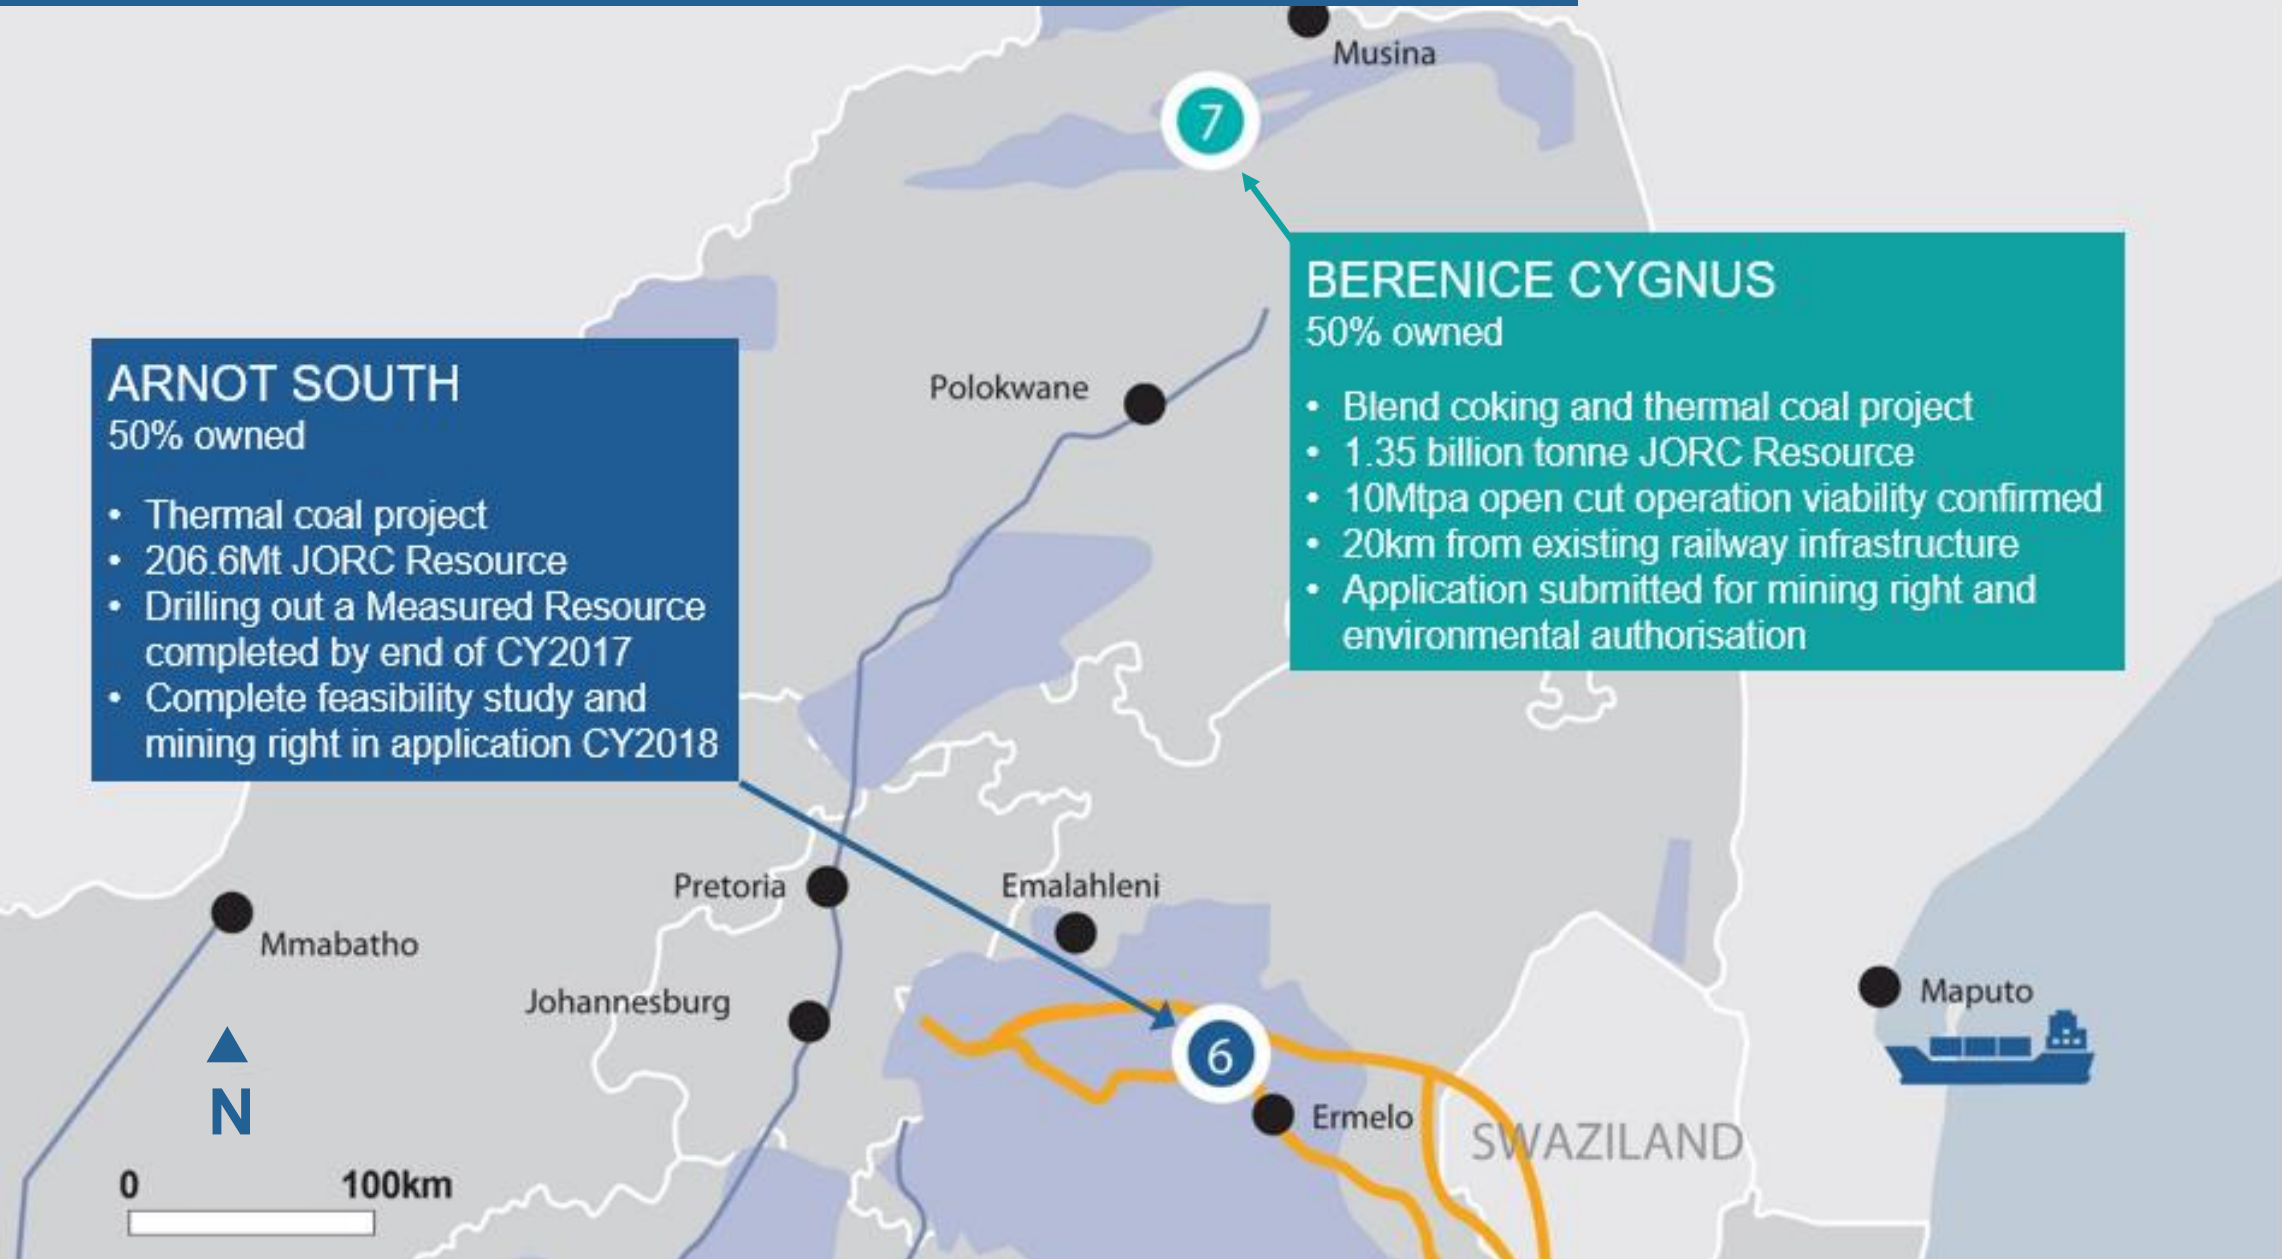 Musina
7
BERENICE CYGNUS
50% owned
• Blend coking and thermal coal project
• 1.35 billion tonne JORC Resource
• 10Mtpa open cut operation viability confirmed
• 20km from existing railway infrastructure
• Application submitted for mining right and
environmental authorisation
ARNOT SOUTH
50% owned
• Thermal coal project
• 206.6Mt JORC Resource
• Drilling out a Measured Resource
completed by end of CY2017
• Complete feasibility study and
mining right in application CY2018
Polokwane
Pretoria
Emalahleni
Mmabatho
Johannesburg
Maputo
6
Ermelo
SWAZILAND
N
0 100km